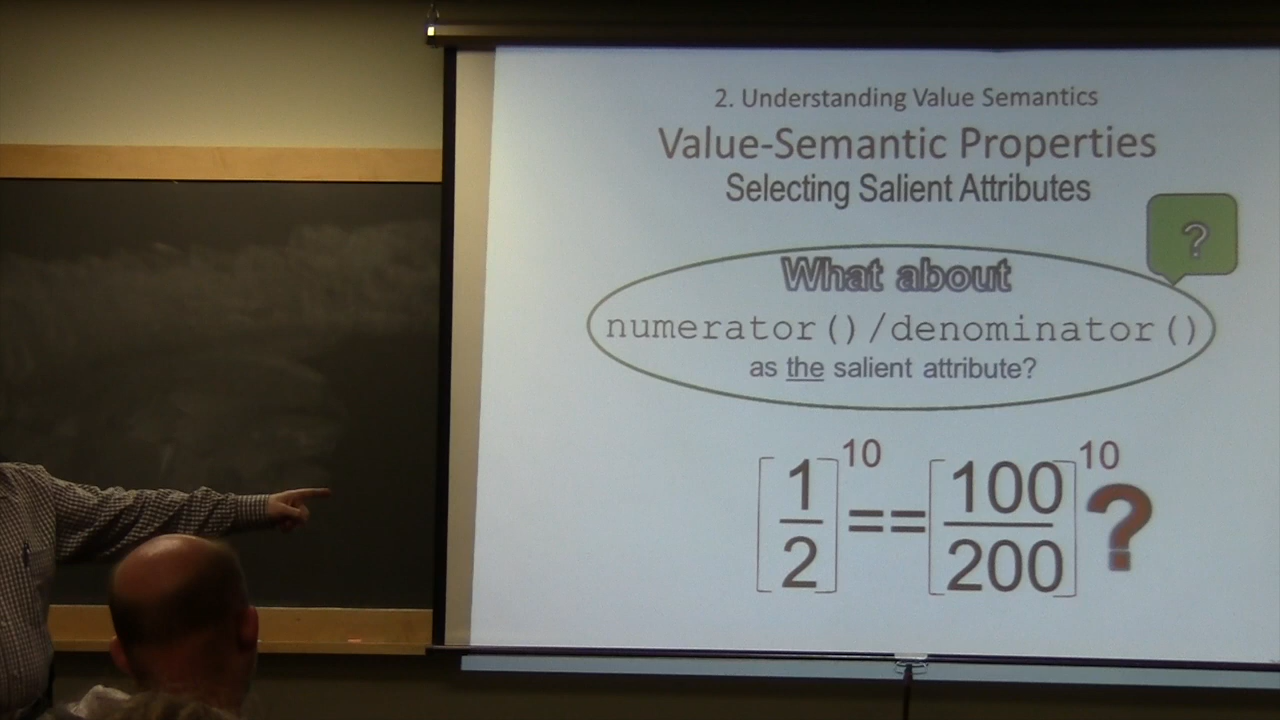 2. Understanding Value Semantics
Value-Semantic Properties
Selecting Salient Attributes
?
What about
numerator()/denominator()
as the salient attribute?
[1/2]^10 == [100/200]^10 ?